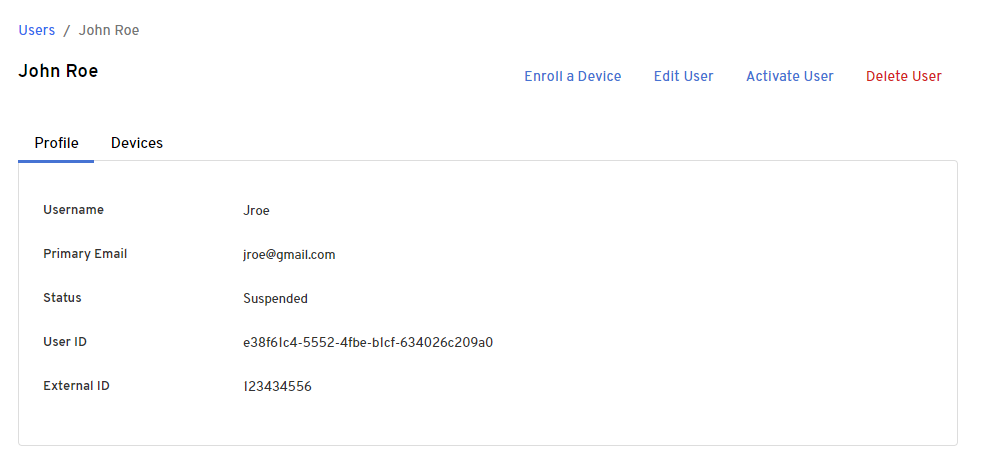 Users / John Roe
John Roe
Enroll a Device Edit User Activate User Delete User
Profile Devices
Username Jroe
Primary Email jroe@gmail.com
Status Suspended
User ID e38f61c4-5552-4fbe-b1cf-634026c209a0
External ID 123434556